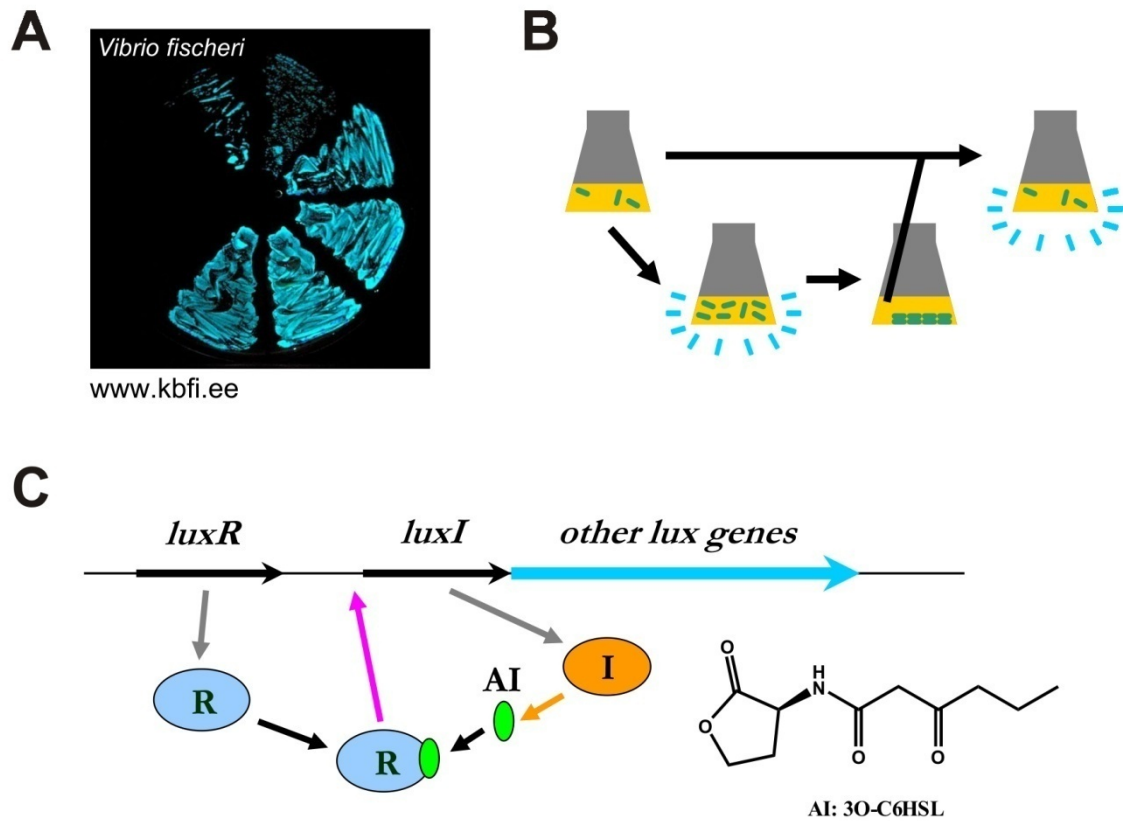 A
Vibrio fischeri
www.kbfi.ee
B
C
luxR
luxI
other lux genes
R
I
AI
R
O
O
H
N
O
O
AI: 3O-C6HSL